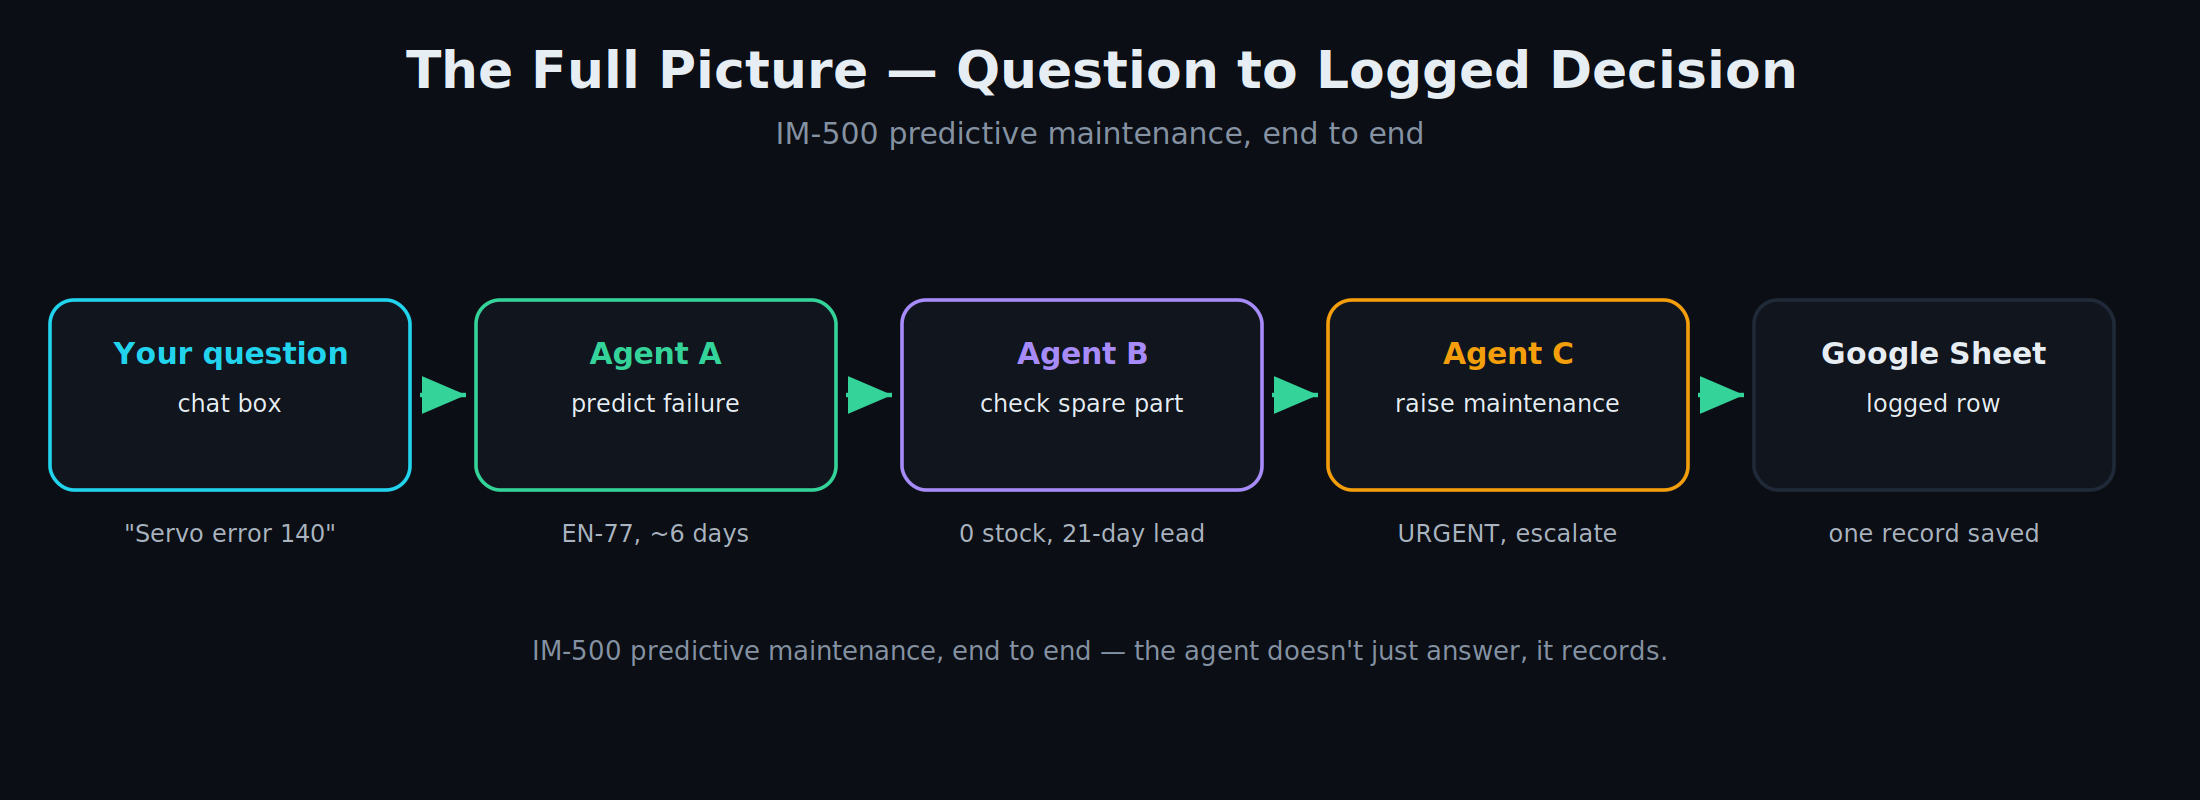 The Full Picture — Question to Logged Decision
IM-500 predictive maintenance, end to end
Your question
chat box
"Servo error 140"
Agent A
predict failure
EN-77, ~6 days
Agent B
check spare part
0 stock, 21-day lead
Agent C
raise maintenance
URGENT, escalate
Google Sheet
logged row
one record saved
IM-500 predictive maintenance, end to end — the agent doesn't just answer, it records.